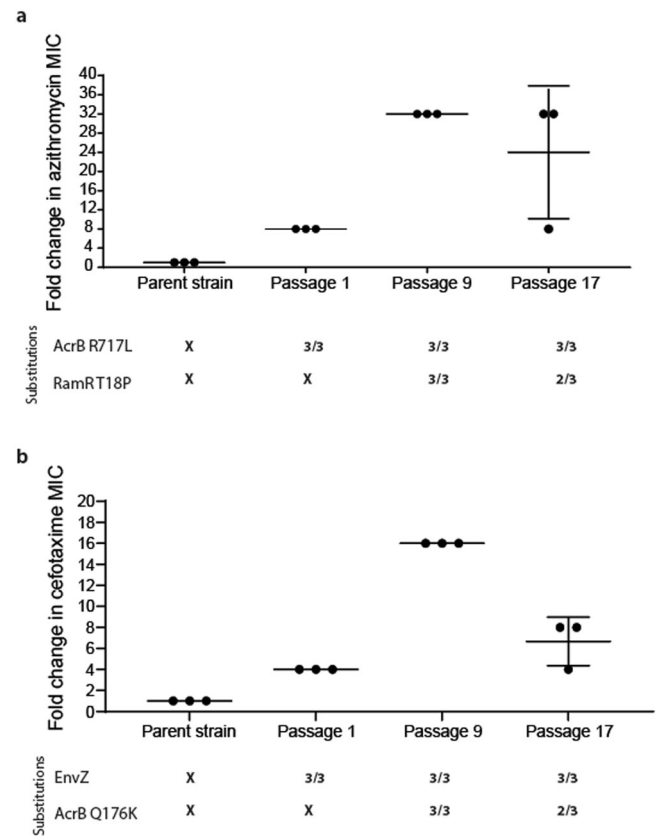 a
Fold change in azithromycin MIC
40
36
32
28
24
20
16
12
8
4
0
Parent strain Passage 1 Passage 9 Passage 17
Substitutions
AcrB R717L X 3/3 3/3 3/3
RamR T18P X X 3/3 2/3
b
Fold change in cefotaxime MIC
20
18
16
14
12
10
8
6
4
2
0
Parent strain Passage 1 Passage 9 Passage 17
Substitutions
EnvZ X 3/3 3/3 3/3
AcrB Q176K X X 3/3 2/3